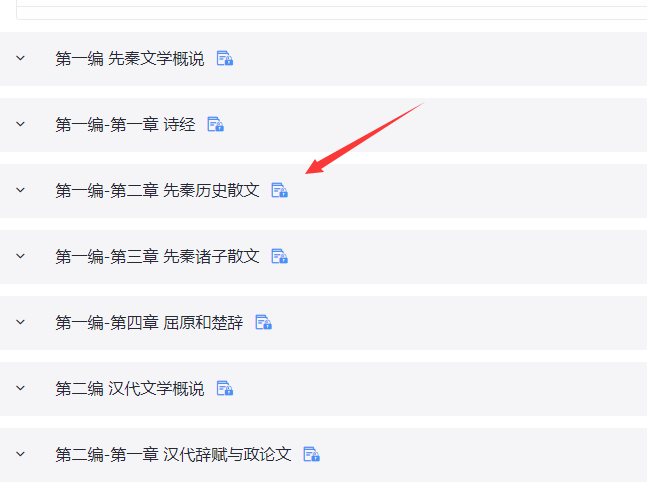 第一编 先秦文学概说
第一编-第一章 诗经
第一编-第二章 先秦历史散文
第一编-第三章 先秦诸子散文
第一编-第四章 屈原和楚辞
第二编 汉代文学概说
第二编-第一章 汉代辞赋与政论文